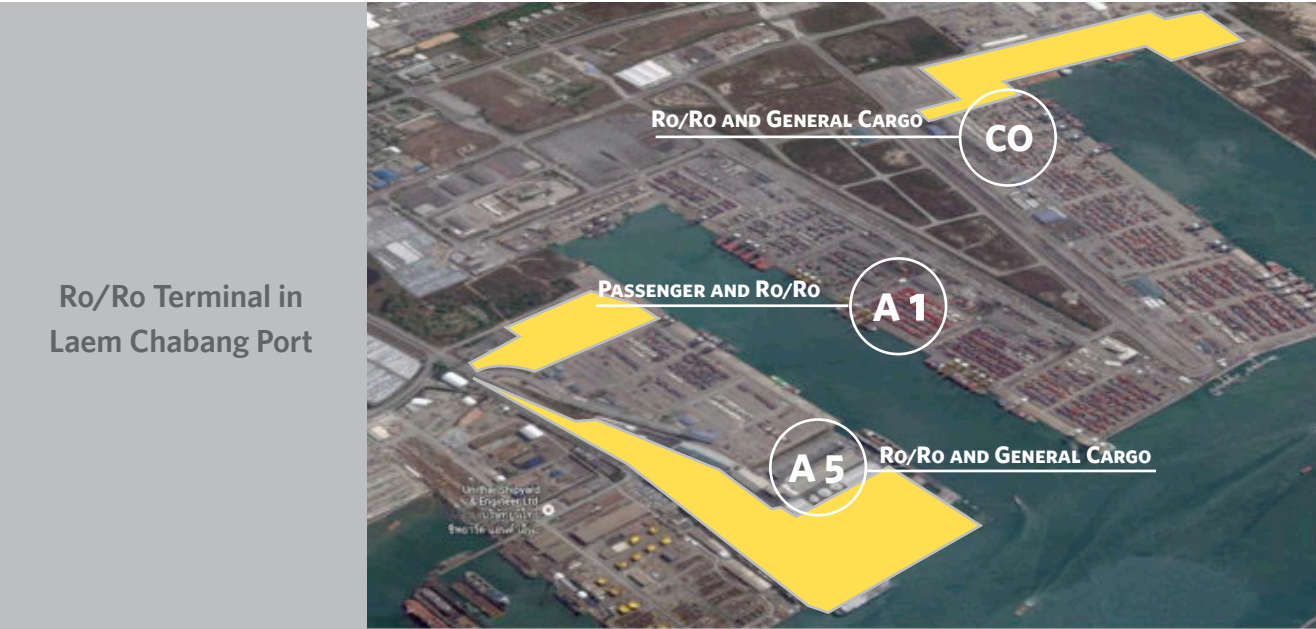 Ro/Ro Terminal in
Laem Chabang Port
Ro/Ro and General Cargo
CO
Passenger and Ro/Ro
A 1
A 5
Ro/Ro and General Cargo
Unithai Shipyard
& Engineer Ltd